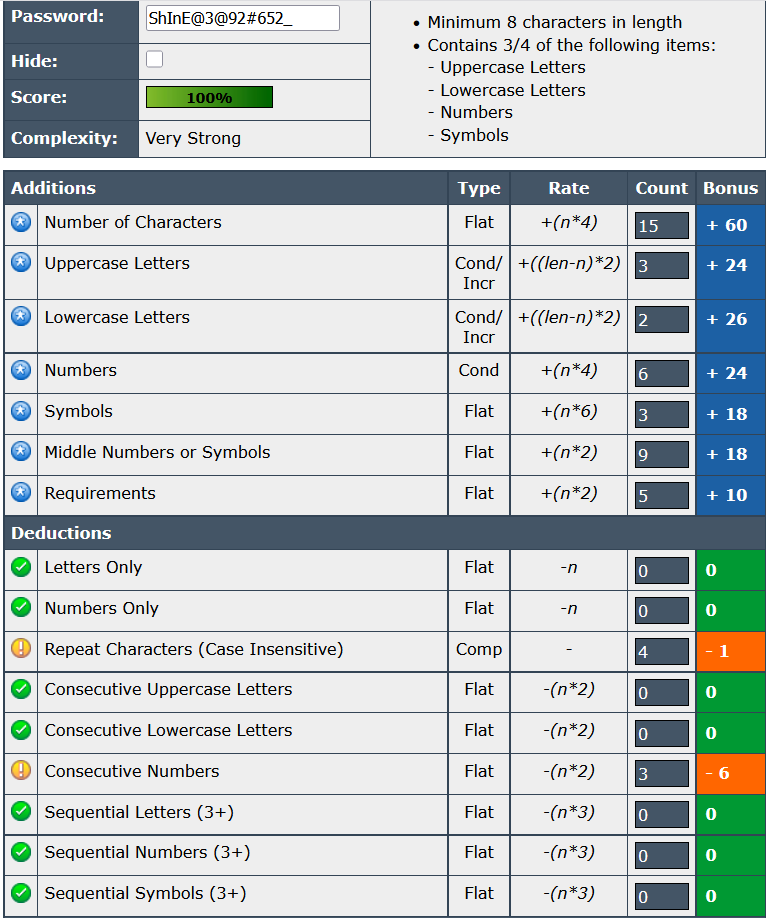 Password: ShInE@3@92#652_
Hide:
Score: 100%
Complexity: Very Strong
• Minimum 8 characters in length
• Contains 3/4 of the following items:
- Uppercase Letters
- Lowercase Letters
- Numbers
- Symbols
Additions Type Rate Count Bonus
Number of Characters Flat +(n*4) 15 + 60
Uppercase Letters Cond/Incr +((len-n)*2) 3 + 24
Lowercase Letters Cond/Incr +((len-n)*2) 2 + 26
Numbers Cond +(n*4) 6 + 24
Symbols Flat +(n*6) 3 + 18
Middle Numbers or Symbols Flat +(n*2) 9 + 18
Requirements Flat +(n*2) 5 + 10
Deductions
Letters Only Flat -n 0 0
Numbers Only Flat -n 0 0
Repeat Characters (Case Insensitive) Comp - 4 - 1
Consecutive Uppercase Letters Flat -(n*2) 0 0
Consecutive Lowercase Letters Flat -(n*2) 0 0
Consecutive Numbers Flat -(n*2) 3 - 6
Sequential Letters (3+) Flat -(n*3) 0 0
Sequential Numbers (3+) Flat -(n*3) 0 0
Sequential Symbols (3+) Flat -(n*3) 0 0